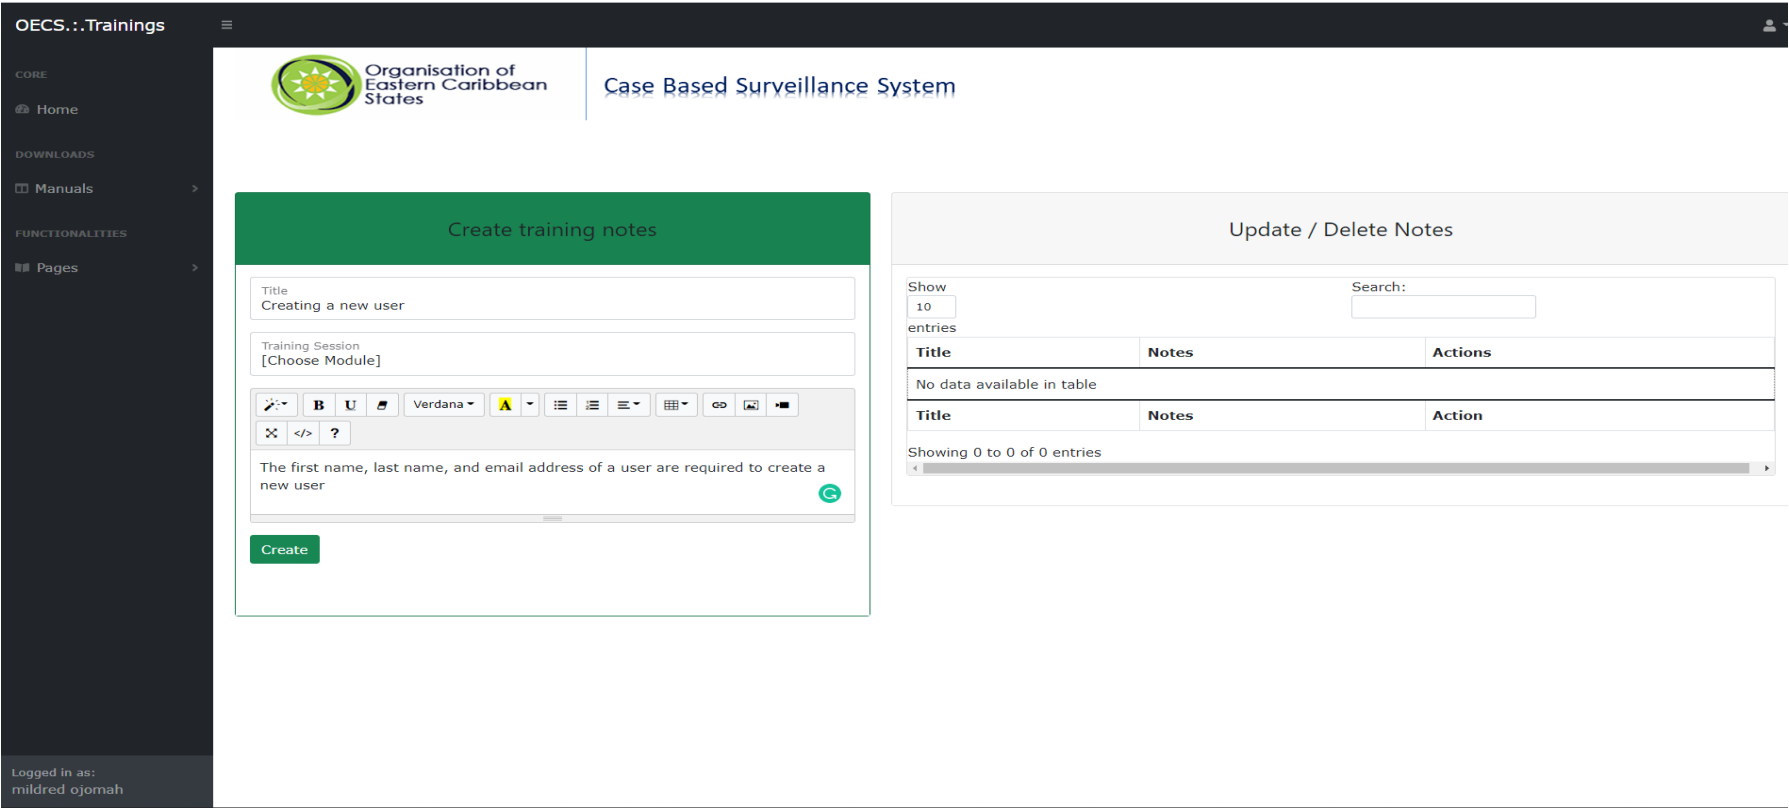 OECS.:.Trainings
CORE
Home
DOWNLOADS
Manuals
FUNCTIONALITIES
Pages
Logged in as:
mildred ojomah
Organisation of
Eastern Caribbean
States
Case Based Surveillance System
Create training notes
Title
Creating a new user
Training Session
[Choose Module]
B U Verdana A
</> ?
The first name, last name, and email address of a user are required to create a
new user
Create
Update / Delete Notes
Show
10
entries
Search:
Title Notes Actions
No data available in table
Title Notes Action
Showing 0 to 0 of 0 entries